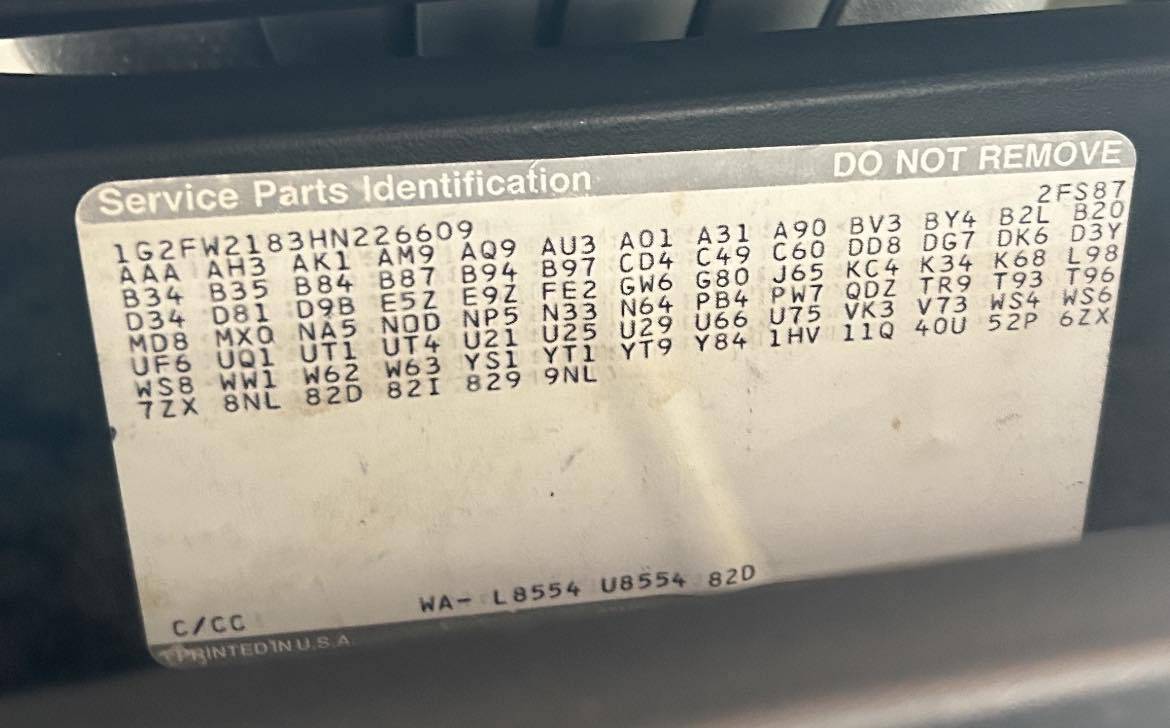 Service Parts Identification DO NOT REMOVE
1G2FW2183HN226609 2FS87
AAA AH3 AK1 AM9 AQ9 AU3 A01 A31 A90 BV3 BY4 B2L B20
B34 B35 B84 B87 B94 B97 CD4 C49 C60 DD8 DG7 DK6 D3Y
D34 D81 D9B E5Z E9Z FE2 GW6 G80 J65 KC4 K34 K68 L98
MD8 MX0 NA5 N0D NP5 N33 N64 PB4 PW7 QDZ TR9 T93 T96
UF6 UQ1 UT1 UT4 U21 U25 U29 U66 U75 VK3 V73 WS4 WS6
WS8 WW1 W62 W63 YS1 YT1 YT9 Y84 1HV 11Q 40U 52P 6ZX
7ZX 8NL 82D 82I 829 9NL
WA- L8554 U8554 82D
C/CC
PRINTED IN U.S.A.